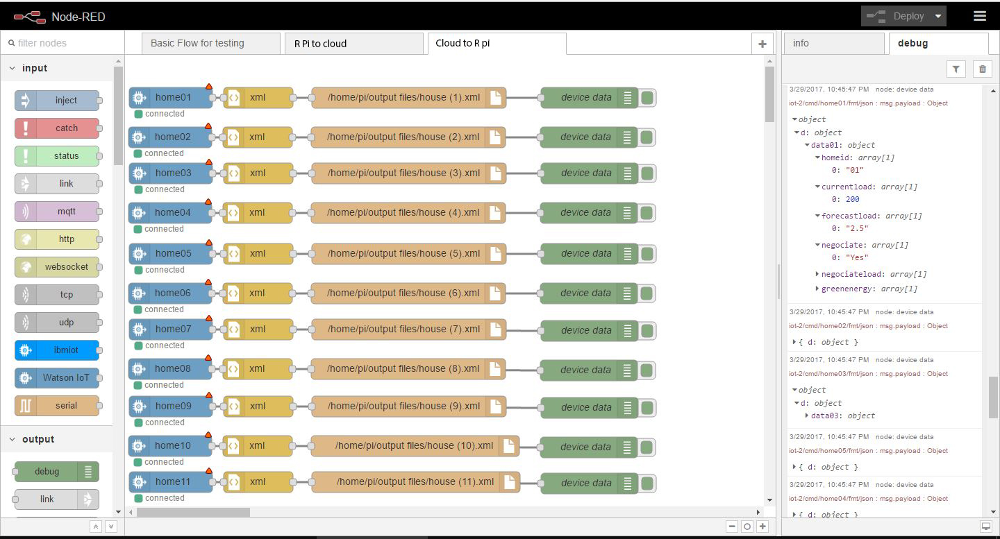 Node-RED
Deploy
filter nodes
Basic Flow for testing
R Pi to cloud
Cloud to R pi
info
debug
input
inject
catch
status
link
mqtt
http
websocket
tcp
udp
ibmiot
Watson IoT
serial
output
debug
link
home01 xml /home/pi/output files/house (1).xml device data
connected
home02 xml /home/pi/output files/house (2).xml device data
connected
home03 xml /home/pi/output files/house (3).xml device data
connected
home04 xml /home/pi/output files/house (4).xml device data
connected
home05 xml /home/pi/output files/house (5).xml device data
connected
home06 xml /home/pi/output files/house (6).xml device data
connected
home07 xml /home/pi/output files/house (7).xml device data
connected
home08 xml /home/pi/output files/house (8).xml device data
connected
home09 xml /home/pi/output files/house (9).xml device data
connected
home10 xml /home/pi/output files/house (10).xml device data
connected
home11 xml /home/pi/output files/house (11).xml device data
connected
3/29/2017, 10:45:47 PM node: device data
iot-2/cmd/home01/fmt/json : msg.payload : Object
object
d: object
data01: object
homeid: array[1]
0: "01"
currentload: array[1]
0: 200
forecastload: array[1]
0: "2.5"
negociate: array[1]
0: "Yes"
negociateload: array[1]
greenenergy: array[1]
3/29/2017, 10:45:47 PM node: device data
iot-2/cmd/home02/fmt/json : msg.payload : Object
{ d: object }
3/29/2017, 10:45:47 PM node: device data
iot-2/cmd/home03/fmt/json : msg.payload : Object
object
d: object
data03: object
3/29/2017, 10:45:47 PM node: device data
iot-2/cmd/home05/fmt/json : msg.payload : Object
{ d: object }
3/29/2017, 10:45:47 PM node: device data
iot-2/cmd/home04/fmt/json : msg.payload : Object
{ d: object }